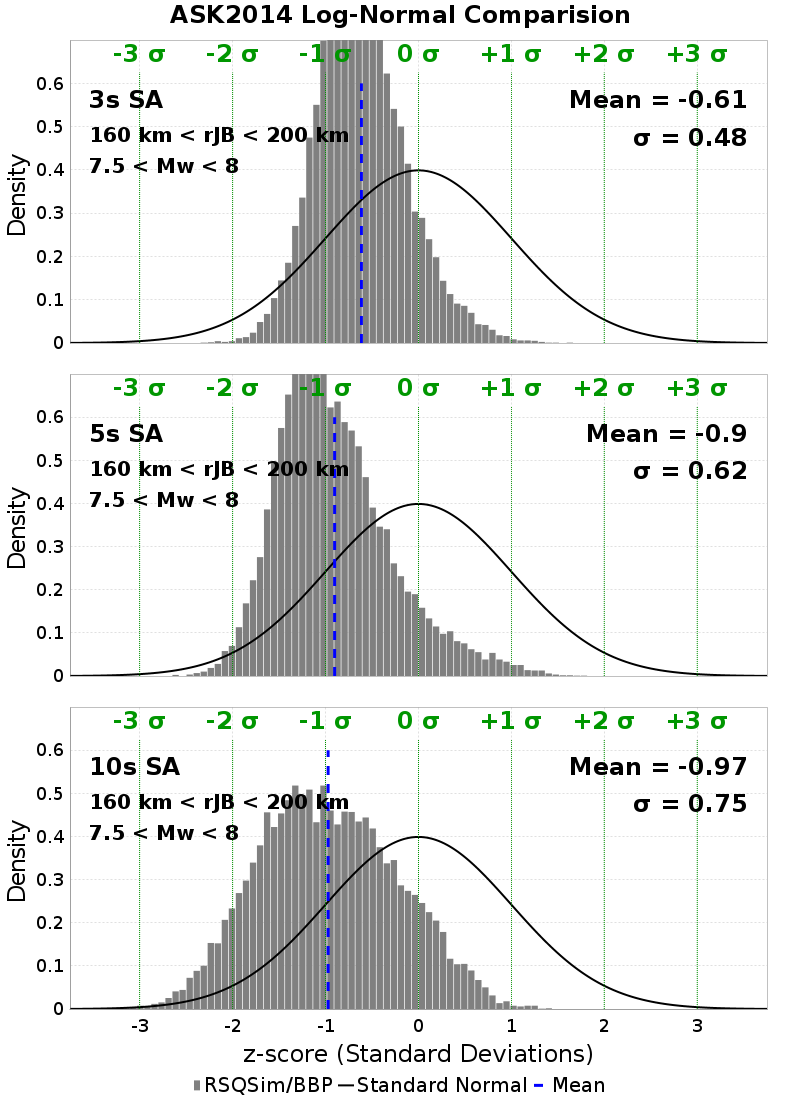 ASK2014 Log-Normal Comparision
-3 σ -2 σ -1 σ 0 σ +1 σ +2 σ +3 σ
0.6
3s SA
Mean = -0.61
0.5
160 km < rJB < 200 km
σ = 0.48
7.5 < Mw < 8
0.4
0.3
0.2
0.1
0
Density
-3 σ -2 σ -1 σ 0 σ +1 σ +2 σ +3 σ
0.6
5s SA
Mean = -0.9
0.5
160 km < rJB < 200 km
σ = 0.62
7.5 < Mw < 8
0.4
0.3
0.2
0.1
0
Density
-3 σ -2 σ -1 σ 0 σ +1 σ +2 σ +3 σ
0.6
10s SA
Mean = -0.97
0.5
160 km < rJB < 200 km
σ = 0.75
7.5 < Mw < 8
0.4
0.3
0.2
0.1
0
Density
-3 -2 -1 0 1 2 3
z-score (Standard Deviations)
RSQSim/BBP Standard Normal Mean